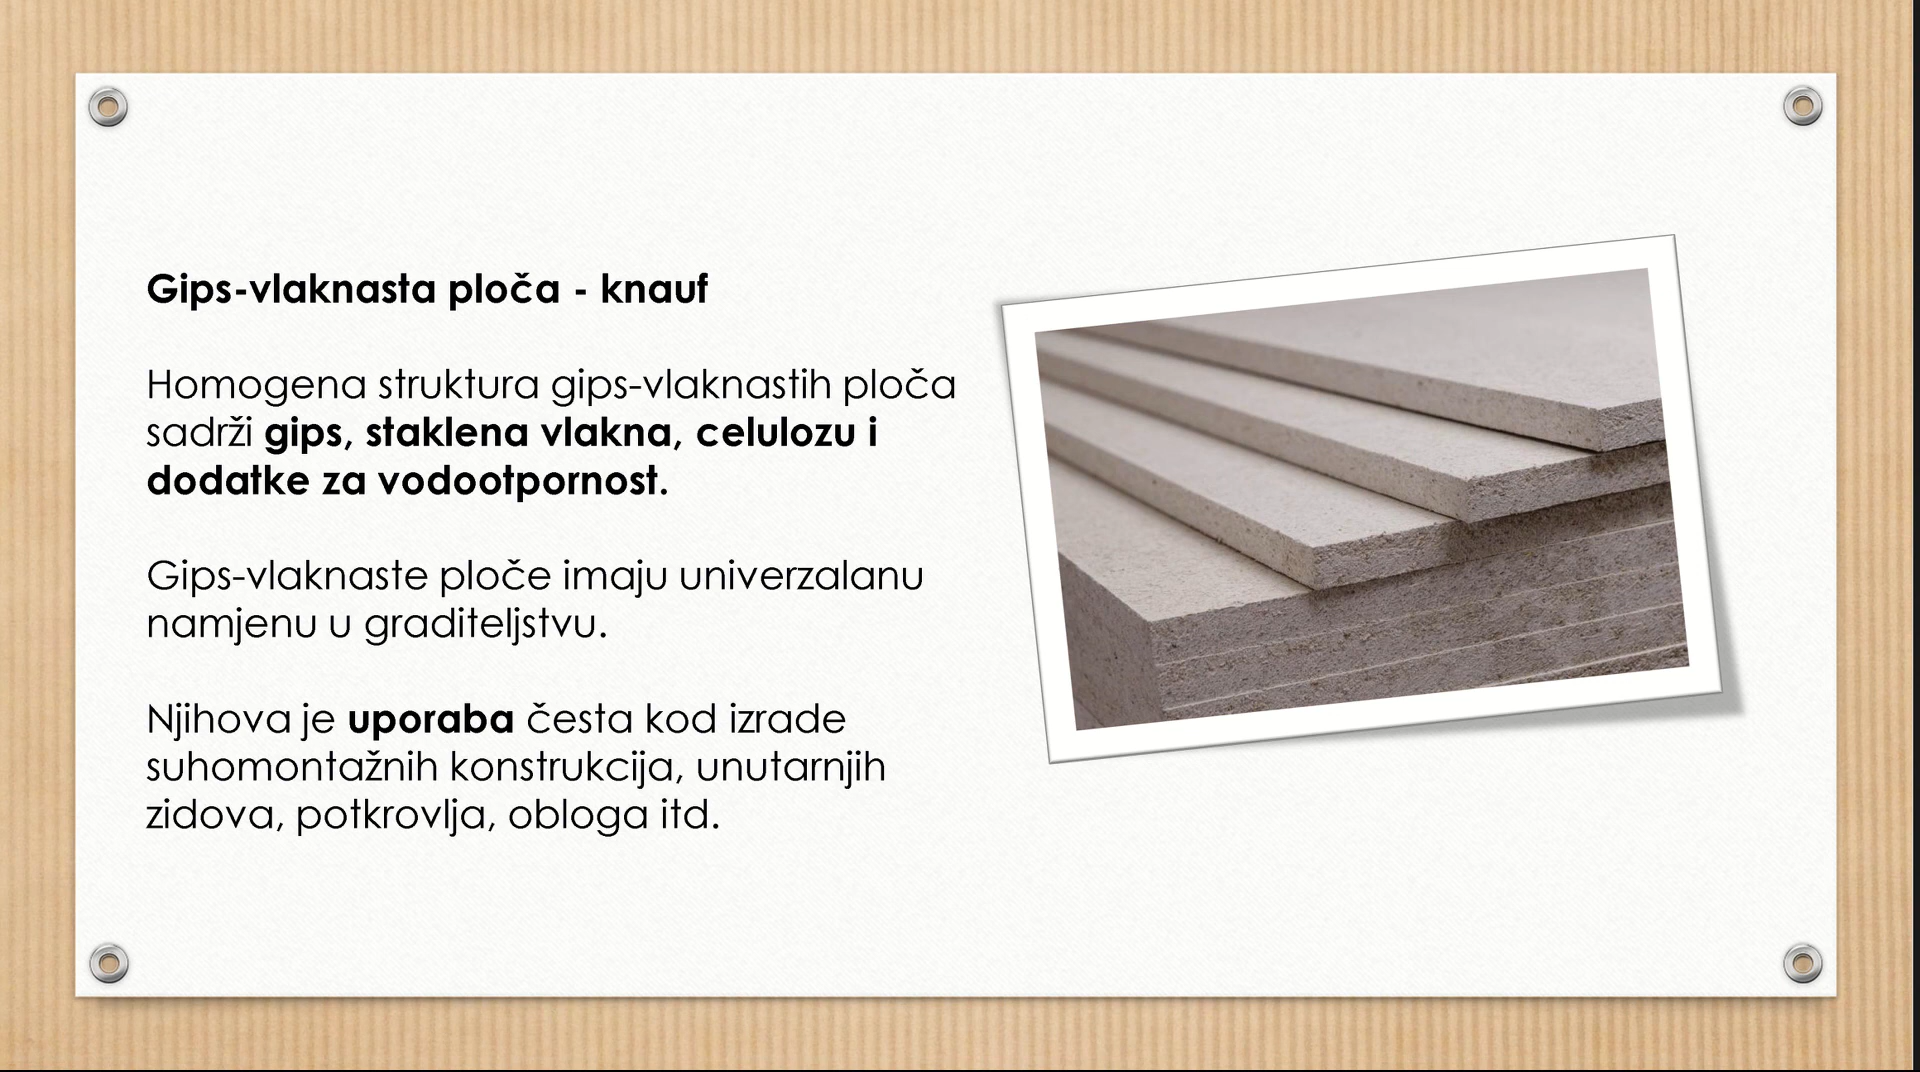 Gips-vlaknasta ploča - knauf
Homogena struktura gips-vlaknastih ploča
sadrži gips, staklena vlakna, celulozu i
dodatke za vodootpornost.
Gips-vlaknaste ploče imaju univerzalanu
namjenu u graditeljstvu.
Njihova je uporaba česta kod izrade
suhomontažnih konstrukcija, unutarnjih
zidova, potkrovlja, obloga itd.